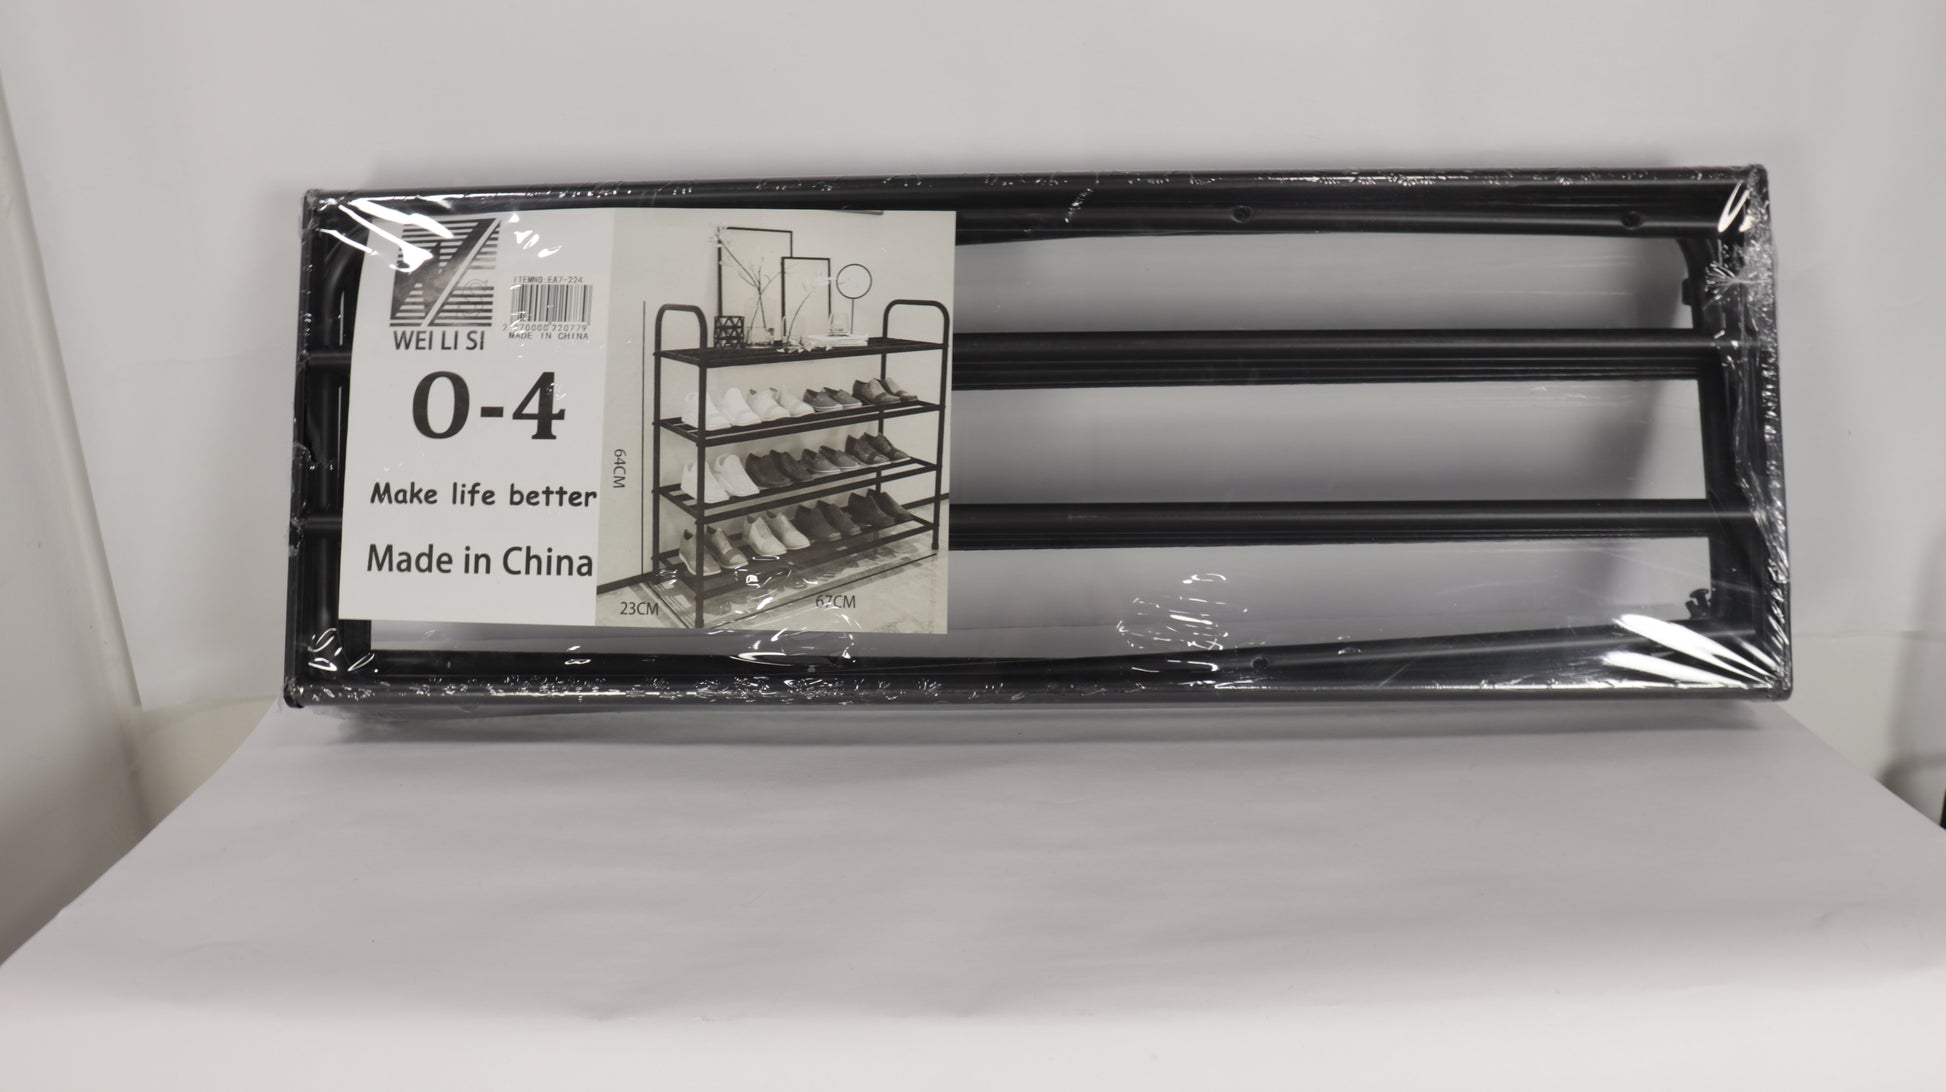 ITEMNO EA7-224
MADE IN CHINA
WEI LI SI
0-4
Make life better
Made in China
64CM
23CM
67CM